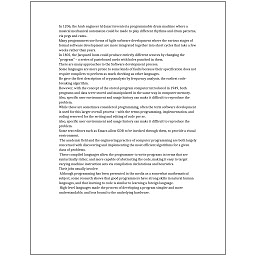 In 1206, the Arab engineer Al-Jazari invented a programmable drum machine where a
musical mechanical automaton could be made to play different rhythms and drum patterns,
via pegs and cams.
Many programmers use forms of Agile software development where the various stages of
formal software development are more integrated together into short cycles that take a few
weeks rather than years.
In 1801, the Jacquard loom could produce entirely different weaves by changing the
"program" – a series of pasteboard cards with holes punched in them.
There are many approaches to the Software development process.
Some languages are more prone to some kinds of faults because their specification does not
require compilers to perform as much checking as other languages.
He gave the first description of cryptanalysis by frequency analysis, the earliest code-
breaking algorithm.
However, with the concept of the stored-program computer introduced in 1949, both
programs and data were stored and manipulated in the same way in computer memory.
Also, specific user environment and usage history can make it difficult to reproduce the
problem.
While these are sometimes considered programming, often the term software development
is used for this larger overall process – with the terms programming, implementation, and
coding reserved for the writing and editing of code per se.
Also, specific user environment and usage history can make it difficult to reproduce the
problem.
Some text editors such as Emacs allow GDB to be invoked through them, to provide a visual
environment.
The academic field and the engineering practice of computer programming are both largely
concerned with discovering and implementing the most efficient algorithms for a given
class of problems.
These compiled languages allow the programmer to write programs in terms that are
syntactically richer, and more capable of abstracting the code, making it easy to target
varying machine instruction sets via compilation declarations and heuristics.
Their jobs usually involve:
Although programming has been presented in the media as a somewhat mathematical
subject, some research shows that good programmers have strong skills in natural human
languages, and that learning to code is similar to learning a foreign language.
High-level languages made the process of developing a program simpler and more
understandable, and less bound to the underlying hardware.